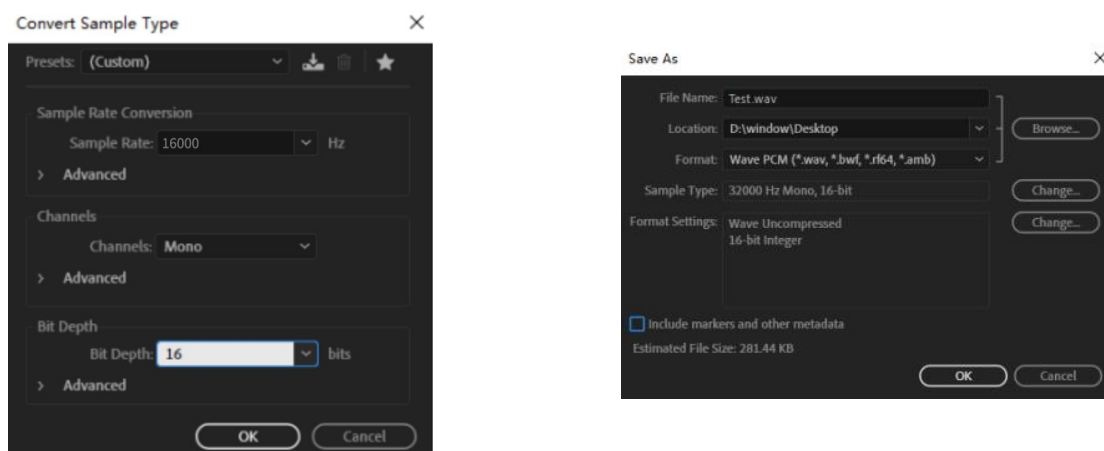 Convert Sample Type
Presets: (Custom)
Sample Rate Conversion
Sample Rate: 16000 Hz
Advanced
Channels
Channels: Mono
Advanced
Bit Depth
Bit Depth: 16 bits
Advanced
OK Cancel
Save As
File Name: Test.wav
Location: D:\window\Desktop Browse...
Format: Wave PCM (*.wav, *.bwf, *.rf64, *.amb)
Sample Type: 32000 Hz Mono, 16-bit Change...
Format Settings: Wave Uncompressed Change...
16-bit Integer
Include markers and other metadata
Estimated File Size: 281.44 KB
OK Cancel